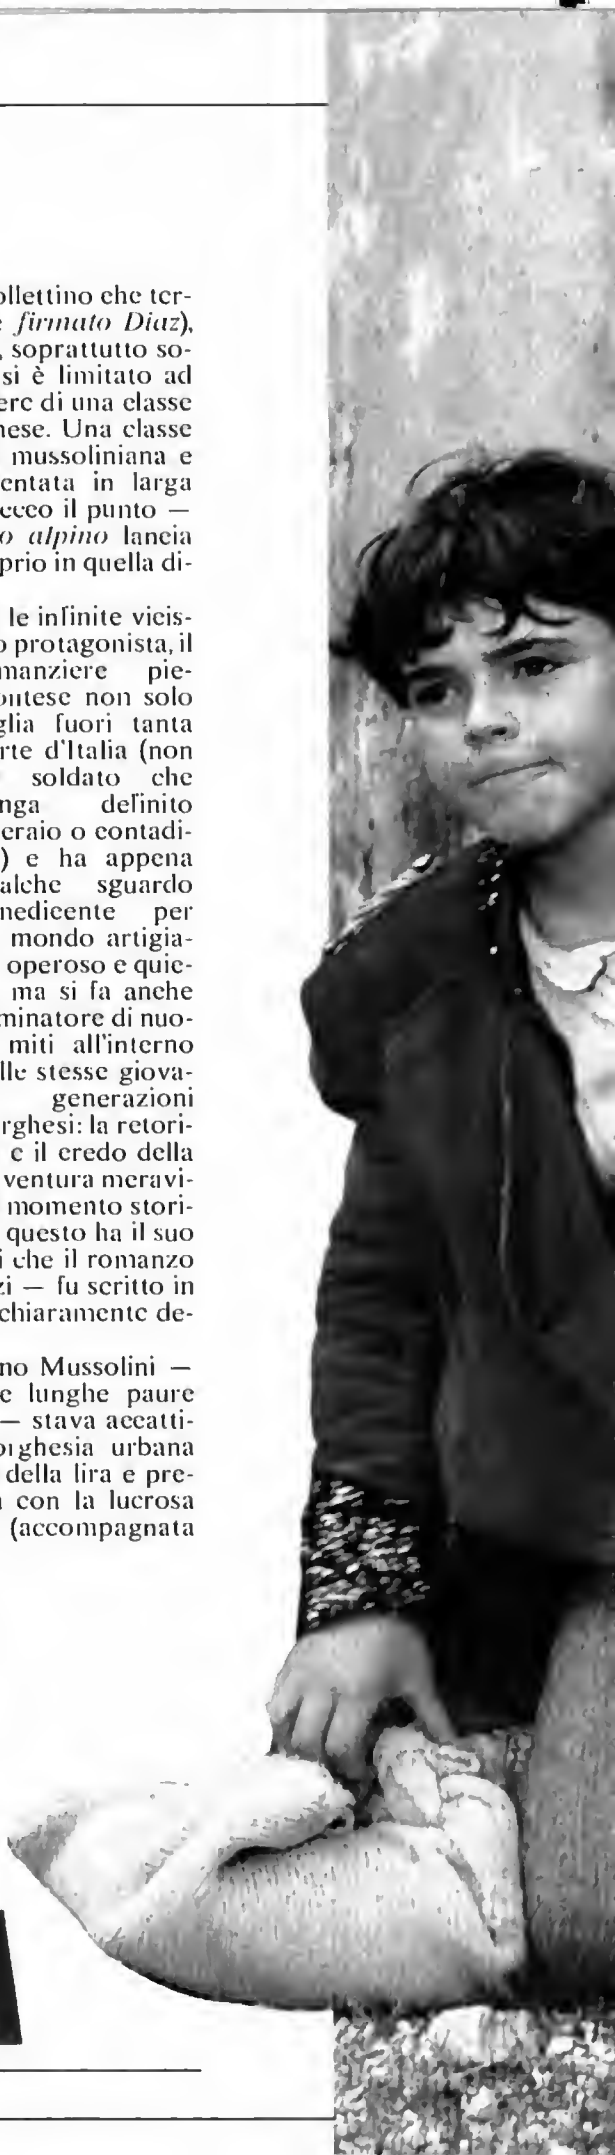 ollettino che ter-
e firmato Diaz),
, soprattutto so-
si è limitato ad
ere di una classe
nese. Una classe
mussoliniana e
entata in larga
ecco il punto —
o alpino lancia
prio in quella di-
le infinite vicis-
o protagonista, il
manziere pie-
ontese non solo
glia fuori tanta
rte d'Italia (non
soldato che
nga definito
eraio o contadi-
) e ha appena
alche sguardo
nedicente per
mondo artigia-
operoso e quie-
ma si fa anche
minatore di nuo-
miti all'interno
lle stesse giova-
generazioni
rghesi: la retori-
e il credo della
ventura meravi-
momento stori-
questo ha il suo
i che il romanzo
zi — fu scritto in
chiaramente de-
no Mussolini —
e lunghe paure
— stava accatti-
orghesia urbana
della lira e pre-
a con la lucrosa
(accompagnata